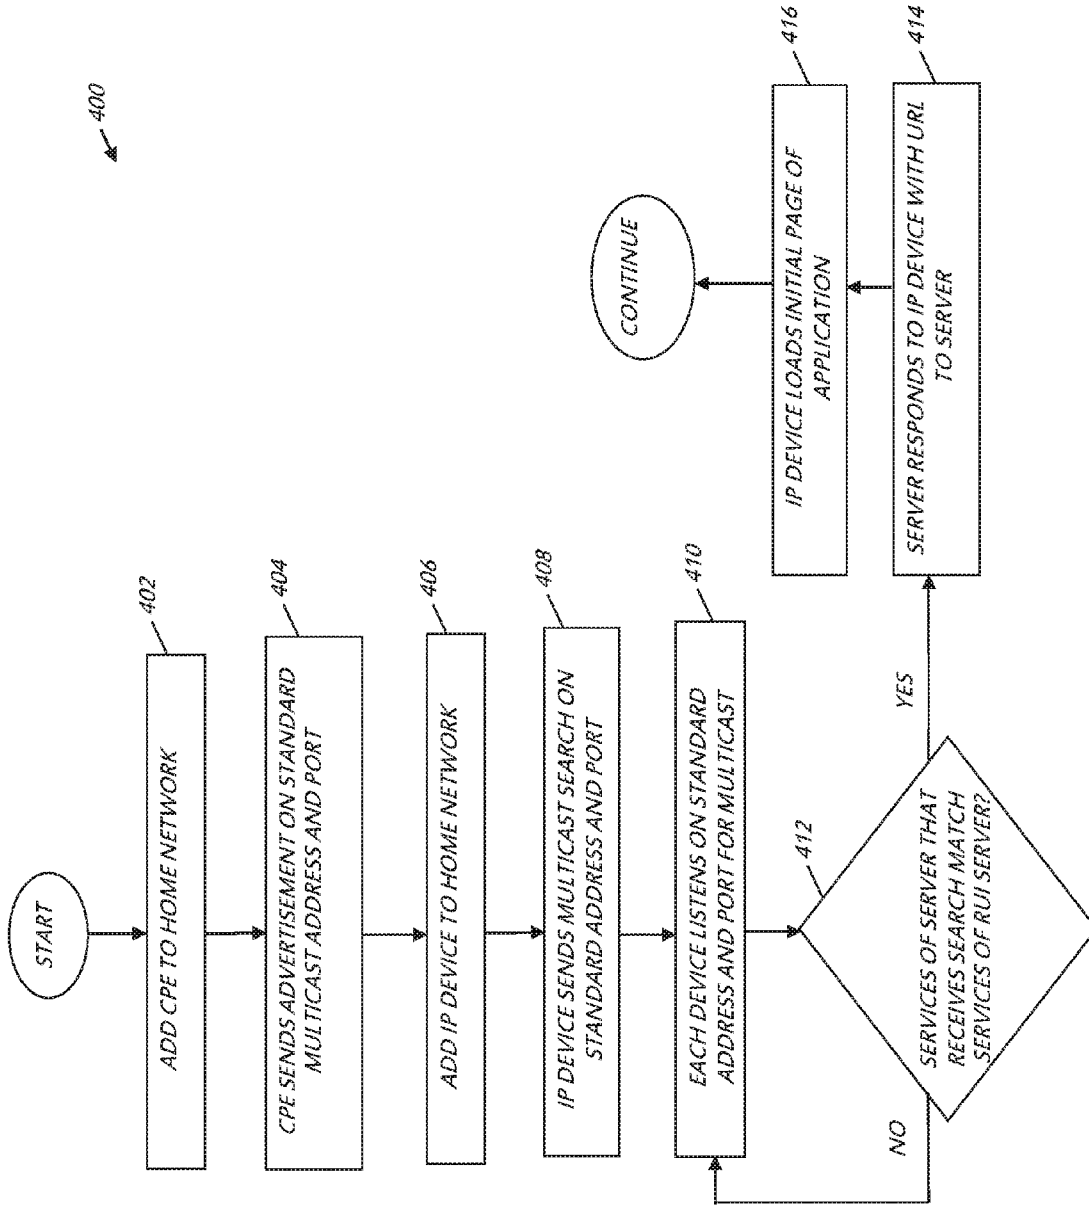 400
START
402
ADD CPE TO HOME NETWORK
404
CPE SENDS ADVERTISEMENT ON STANDARD
MULTICAST ADDRESS AND PORT
406
ADD IP DEVICE TO HOME NETWORK
408
IP DEVICE SENDS MULTICAST SEARCH ON
STANDARD ADDRESS AND PORT
410
EACH DEVICE LISTENS ON STANDARD
ADDRESS AND PORT FOR MULTICAST
412
SERVICES OF SERVER THAT
RECEIVES SEARCH MATCH
SERVICES OF RUI SERVER?
NO
YES
414
SERVER RESPONDS TO IP DEVICE WITH URL
TO SERVER
416
IP DEVICE LOADS INITIAL PAGE OF
APPLICATION
CONTINUE